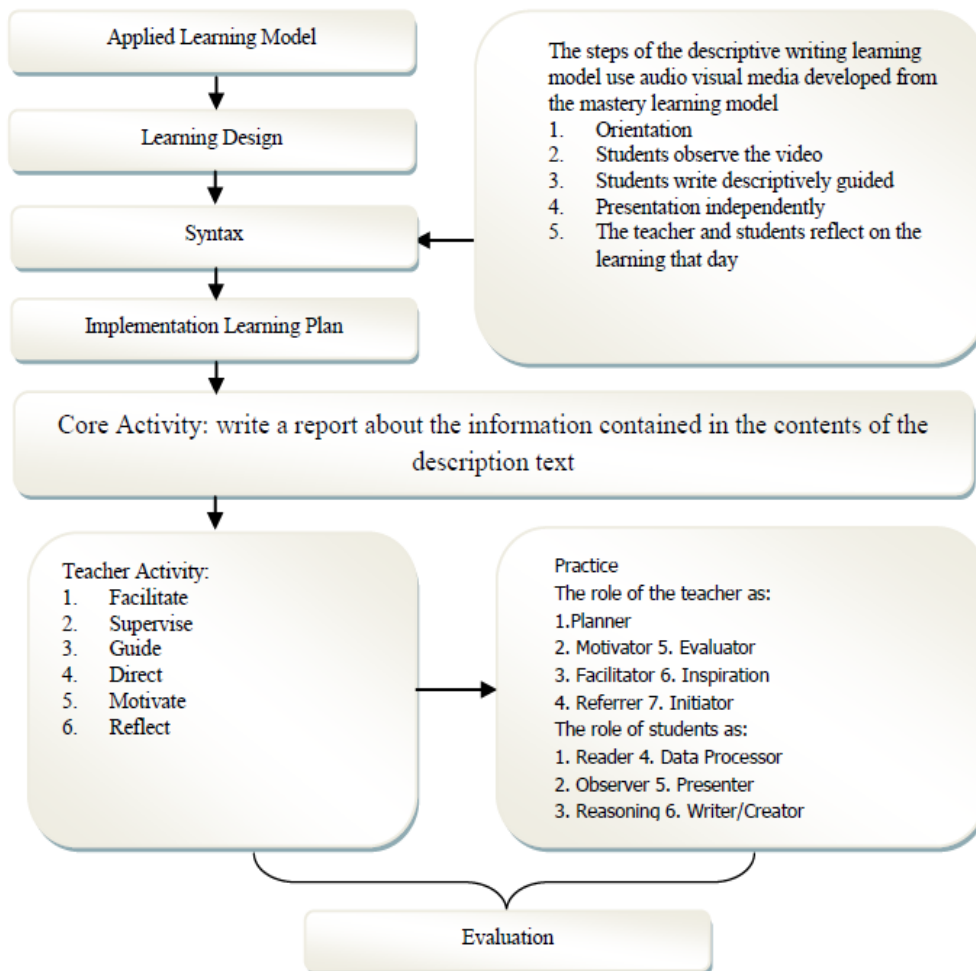 Applied Learning Model
The steps of the descriptive writing learning
model use audio visual media developed from
the mastery learning model
1. Orientation
2. Students observe the video
3. Students write descriptively guided
4. Presentation independently
5. The teacher and students reflect on the
learning that day
Learning Design
Syntax
Implementation Learning Plan
Core Activity: write a report about the information contained in the contents of the
description text
Teacher Activity:
1. Facilitate
2. Supervise
3. Guide
4. Direct
5. Motivate
6. Reflect
Practice
The role of the teacher as:
1.Planner
2. Motivator 5. Evaluator
3. Facilitator 6. Inspiration
4. Referrer 7. Initiator
The role of students as:
1. Reader 4. Data Processor
2. Observer 5. Presenter
3. Reasoning 6. Writer/Creator
Evaluation